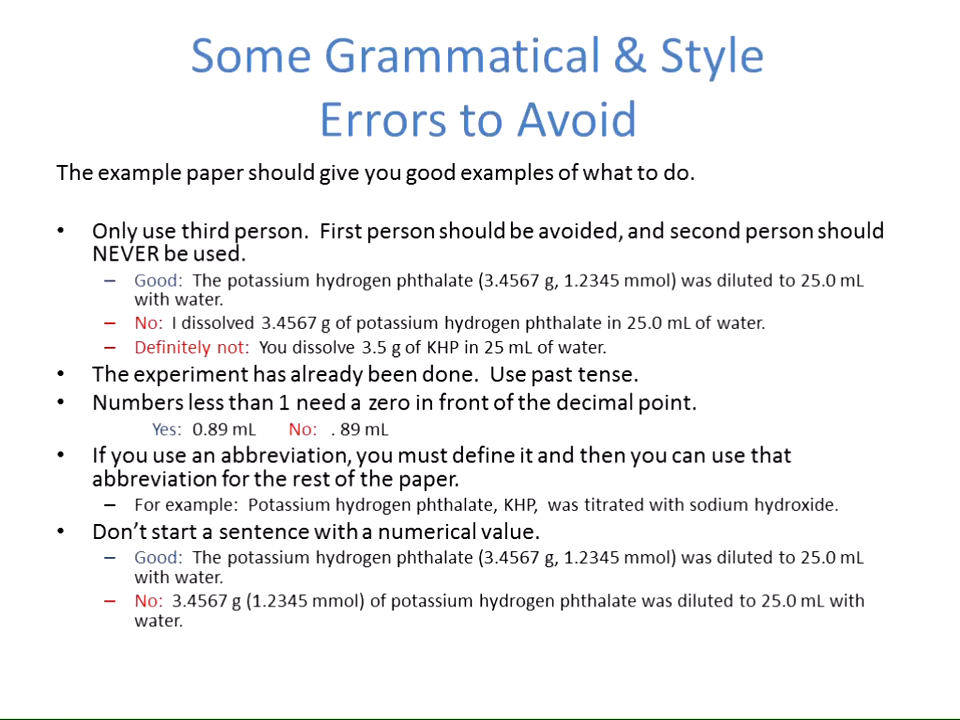 Some Grammatical & Style
Errors to Avoid
The example paper should give you good examples of what to do.
• Only use third person. First person should be avoided, and second person should
NEVER be used.
– Good: The potassium hydrogen phthalate (3.4567 g, 1.2345 mmol) was diluted to 25.0 mL
with water.
– No: I dissolved 3.4567 g of potassium hydrogen phthalate in 25.0 mL of water.
– Definitely not: You dissolve 3.5 g of KHP in 25 mL of water.
• The experiment has already been done. Use past tense.
• Numbers less than 1 need a zero in front of the decimal point.
Yes: 0.89 mL No: . 89 mL
• If you use an abbreviation, you must define it and then you can use that
abbreviation for the rest of the paper.
– For example: Potassium hydrogen phthalate, KHP, was titrated with sodium hydroxide.
• Don't start a sentence with a numerical value.
– Good: The potassium hydrogen phthalate (3.4567 g, 1.2345 mmol) was diluted to 25.0 mL
with water.
– No: 3.4567 g (1.2345 mmol) of potassium hydrogen phthalate was diluted to 25.0 mL with
water.